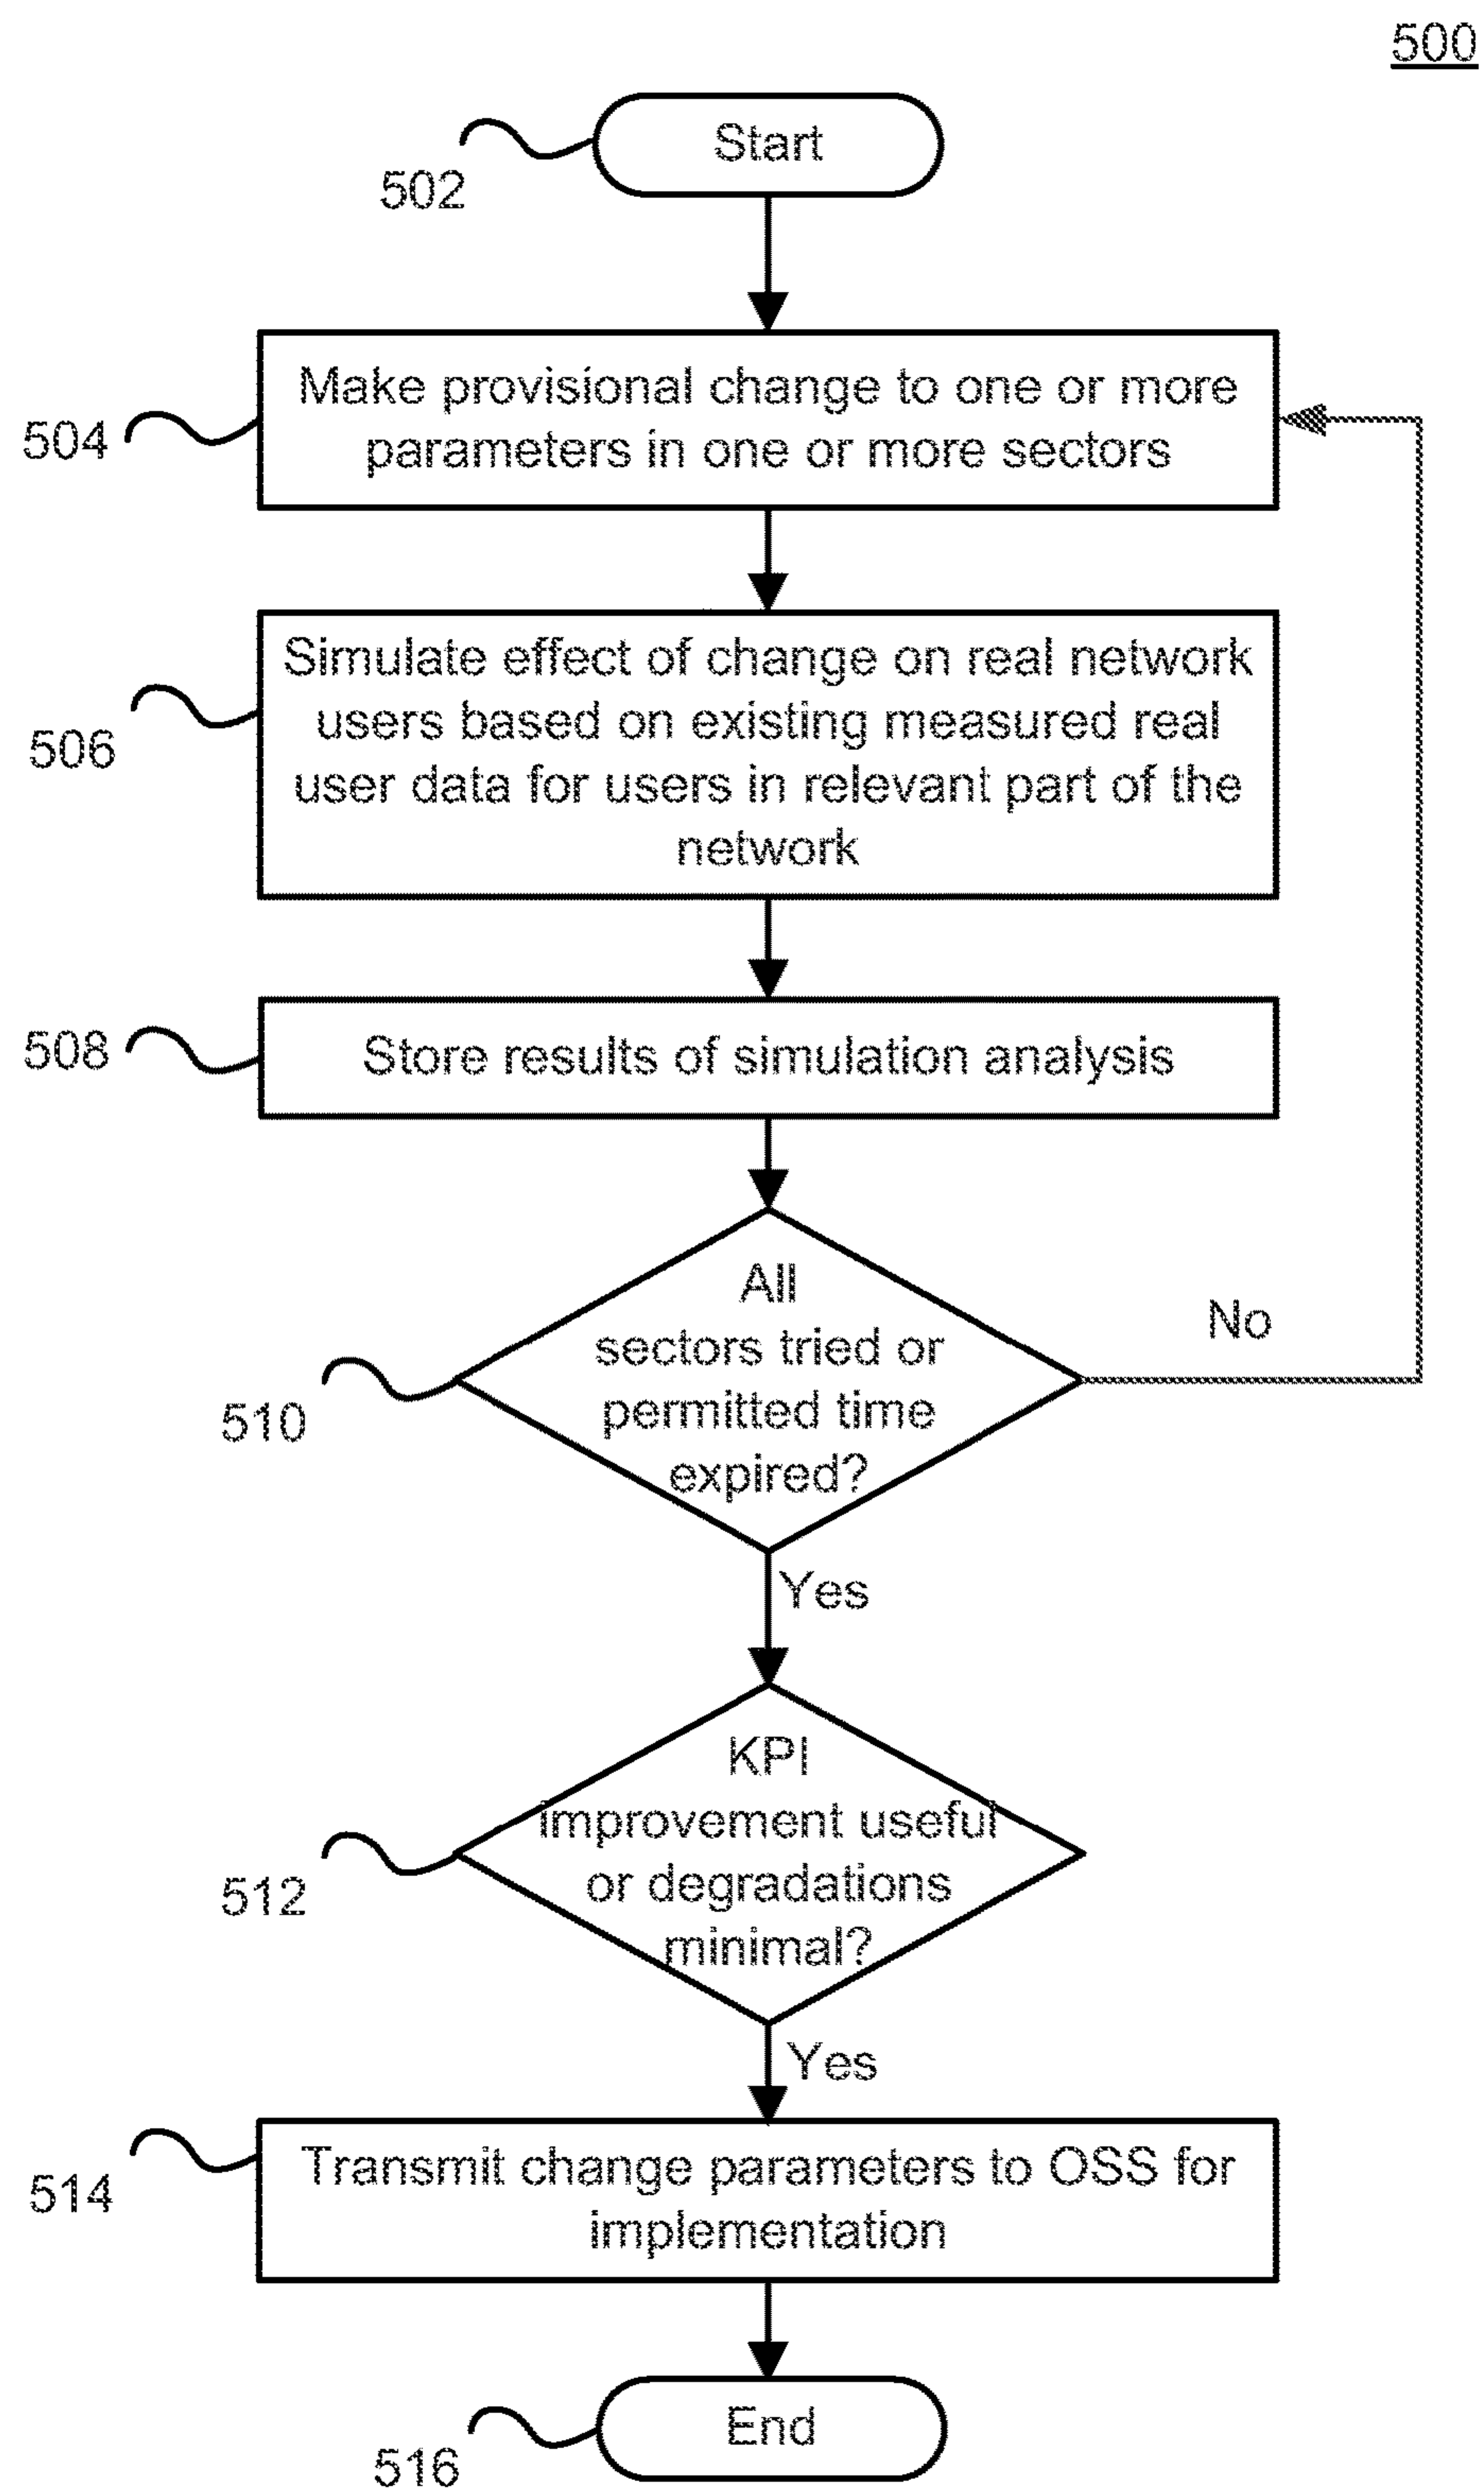 500
Start
502
Make provisional change to one or more
parameters in one or more sectors
504
Simulate effect of change on real network
users based on existing measured real
user data for users in relevant part of the
network
506
Store results of simulation analysis
508
All
sectors tried or
permitted time
expired?
No
510
Yes
KPI
improvement useful
or degradations
minimal?
512
Yes
Transmit change parameters to OSS for
implementation
514
End
516